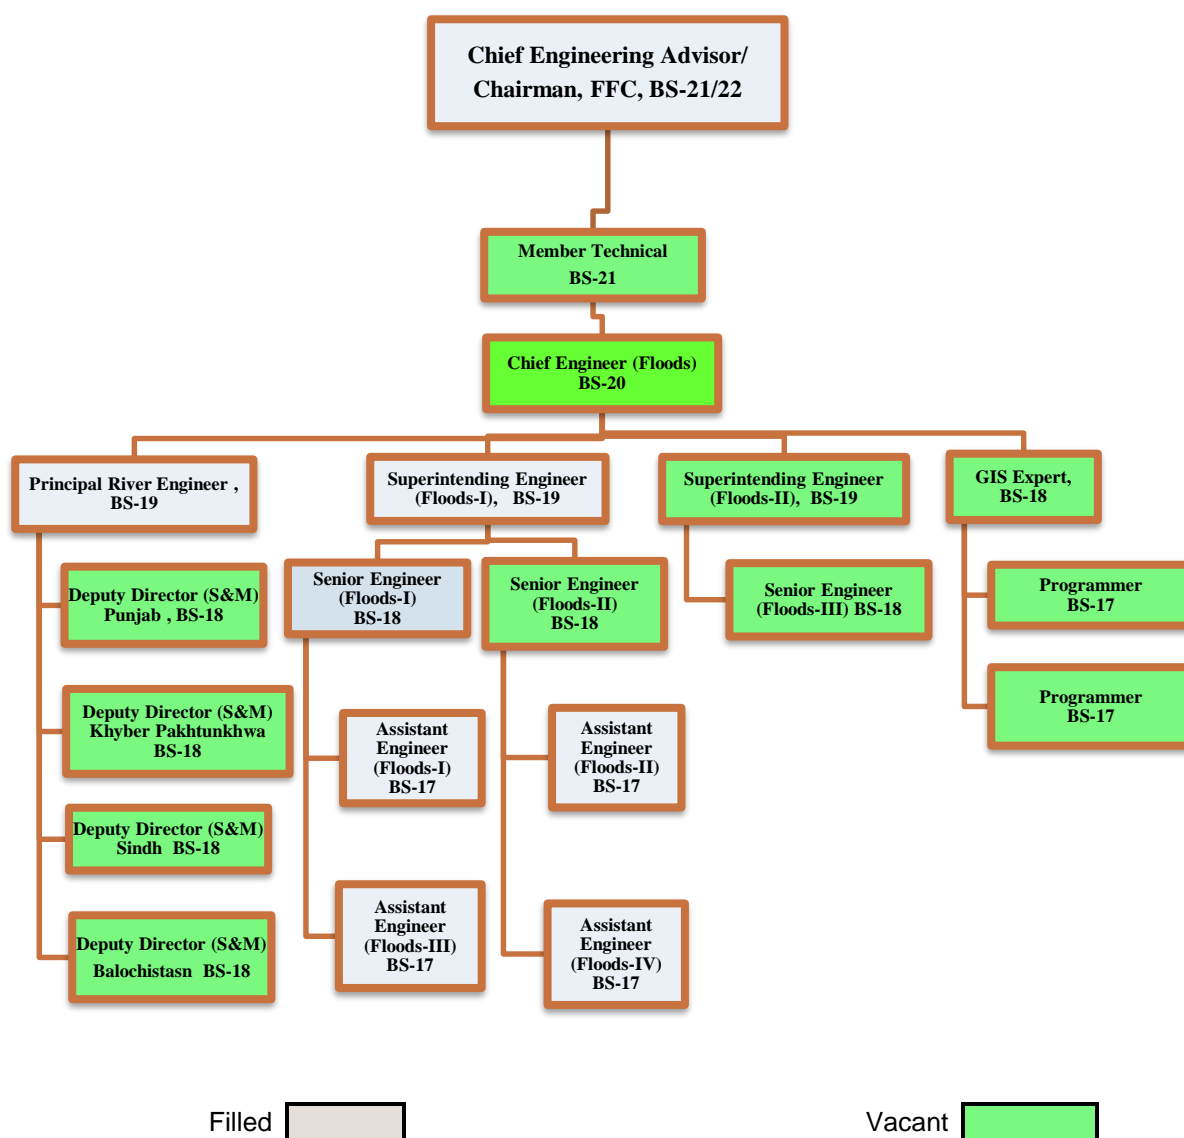 Chief Engineering Advisor/
Chairman, FFC, BS-21/22
Member Technical
BS-21
Chief Engineer (Floods)
BS-20
Principal River Engineer ,
BS-19
Superintending Engineer
(Floods-I), BS-19
Superintending Engineer
(Floods-II), BS-19
GIS Expert,
BS-18
Deputy Director (S&M)
Punjab , BS-18
Deputy Director (S&M)
Khyber Pakhtunkhwa
BS-18
Deputy Director (S&M)
Sindh BS-18
Deputy Director (S&M)
Balochistasn BS-18
Senior Engineer
(Floods-I)
BS-18
Senior Engineer
(Floods-II)
BS-18
Assistant
Engineer
(Floods-I)
BS-17
Assistant
Engineer
(Floods-III)
BS-17
Assistant
Engineer
(Floods-II)
BS-17
Assistant
Engineer
(Floods-IV)
BS-17
Senior Engineer
(Floods-III) BS-18
Programmer
BS-17
Programmer
BS-17
Filled
Vacant